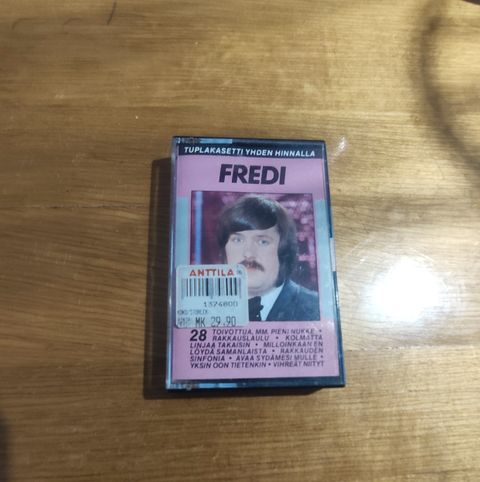 TUPLAKASETTI YHDEN HINNALLA
FREDI
ANTTILA
1374800
MK 29.90
28 TOIVOTTUA, MM. PIENI NUKKE •
RAKKAUSLAULU • KOLMATTA
LINJAA TAKAISIN • MILLOINKAAN EN
LÖYDÄ SAMANLAISTA • RAKKAUDEN
SINFONIA • AVAA SYDÄMESI MULLE •
YKSIN OON TIETENKIN • VIHREÄT NIITYT